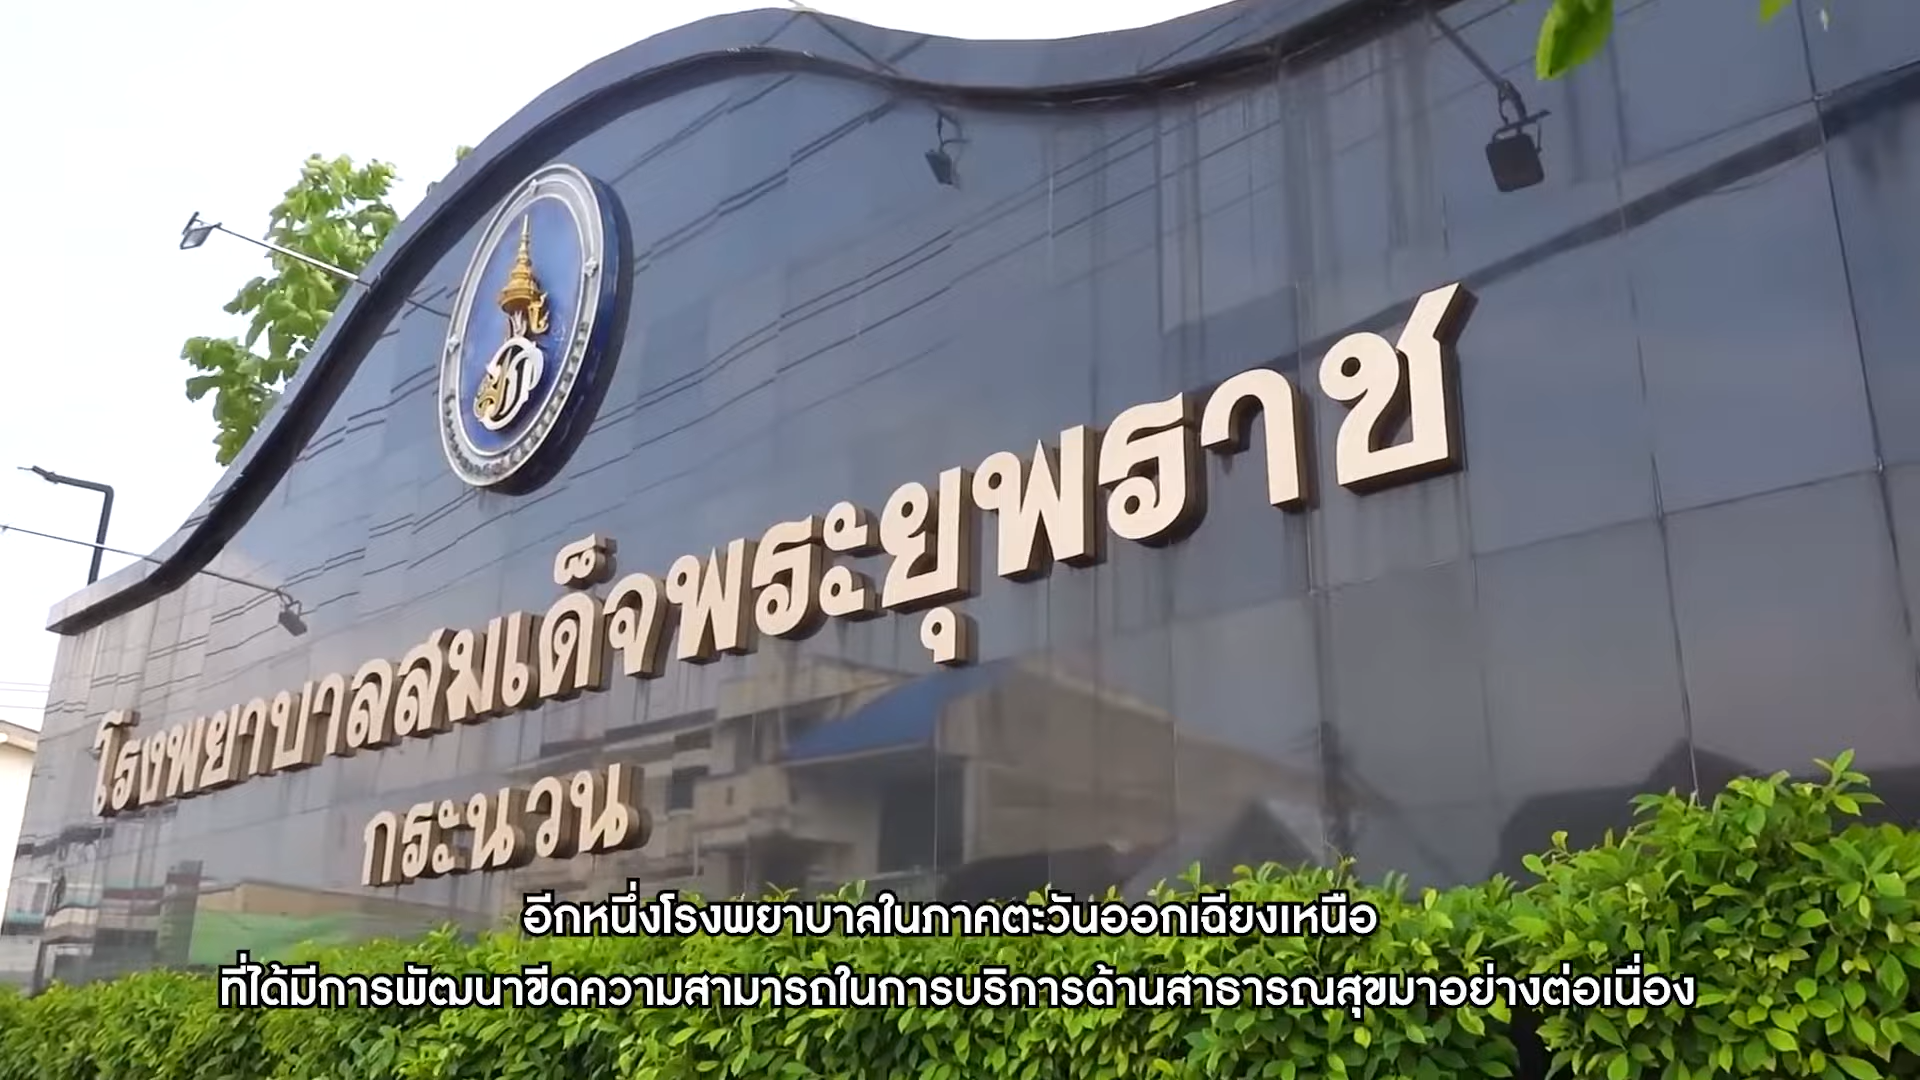 โรงพยาบาลสมเด็จพระยุพราช
กระนวน
อีกหนึ่งโรงพยาบาลในภาคตะวันออกเฉียงเหนือ
ที่ได้มีการพัฒนาขีดความสามารถในการบริการด้านสาธารณสุขมาอย่างต่อเนื่อง